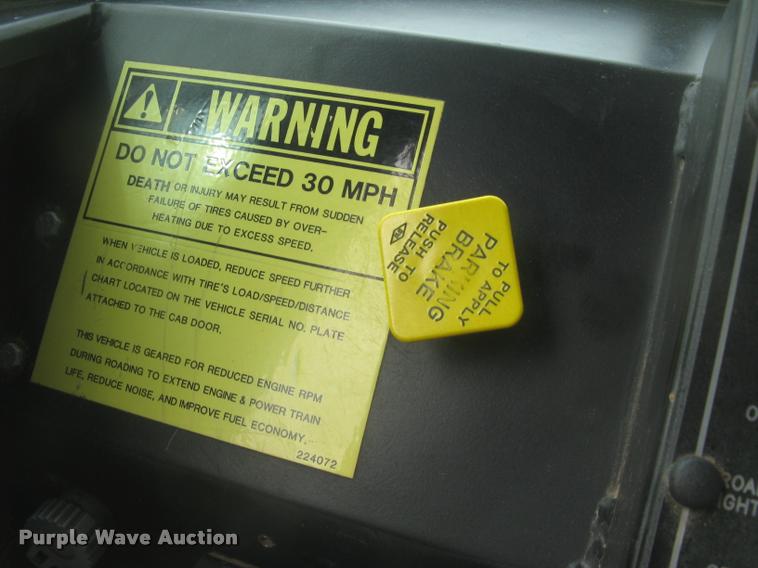 WARNING
DO NOT EXCEED 30 MPH
DEATH OR INJURY MAY RESULT FROM SUDDEN
FAILURE OF TIRES CAUSED BY OVER-
HEATING DUE TO EXCESS SPEED.
WHEN VEHICLE IS LOADED, REDUCE SPEED FURTHER
IN ACCORDANCE WITH TIRE'S LOAD/SPEED/DISTANCE
CHART LOCATED ON THE VEHICLE SERIAL NO. PLATE
ATTACHED TO THE CAB DOOR.
THIS VEHICLE IS GEARED FOR REDUCED ENGINE RPM
DURING ROADING TO EXTEND ENGINE & POWER TRAIN
LIFE, REDUCE NOISE, AND IMPROVE FUEL ECONOMY.
224072
PULL
TO APPLY
PARKING
BRAKE
PUSH TO
RELEASE
Purple Wave Auction